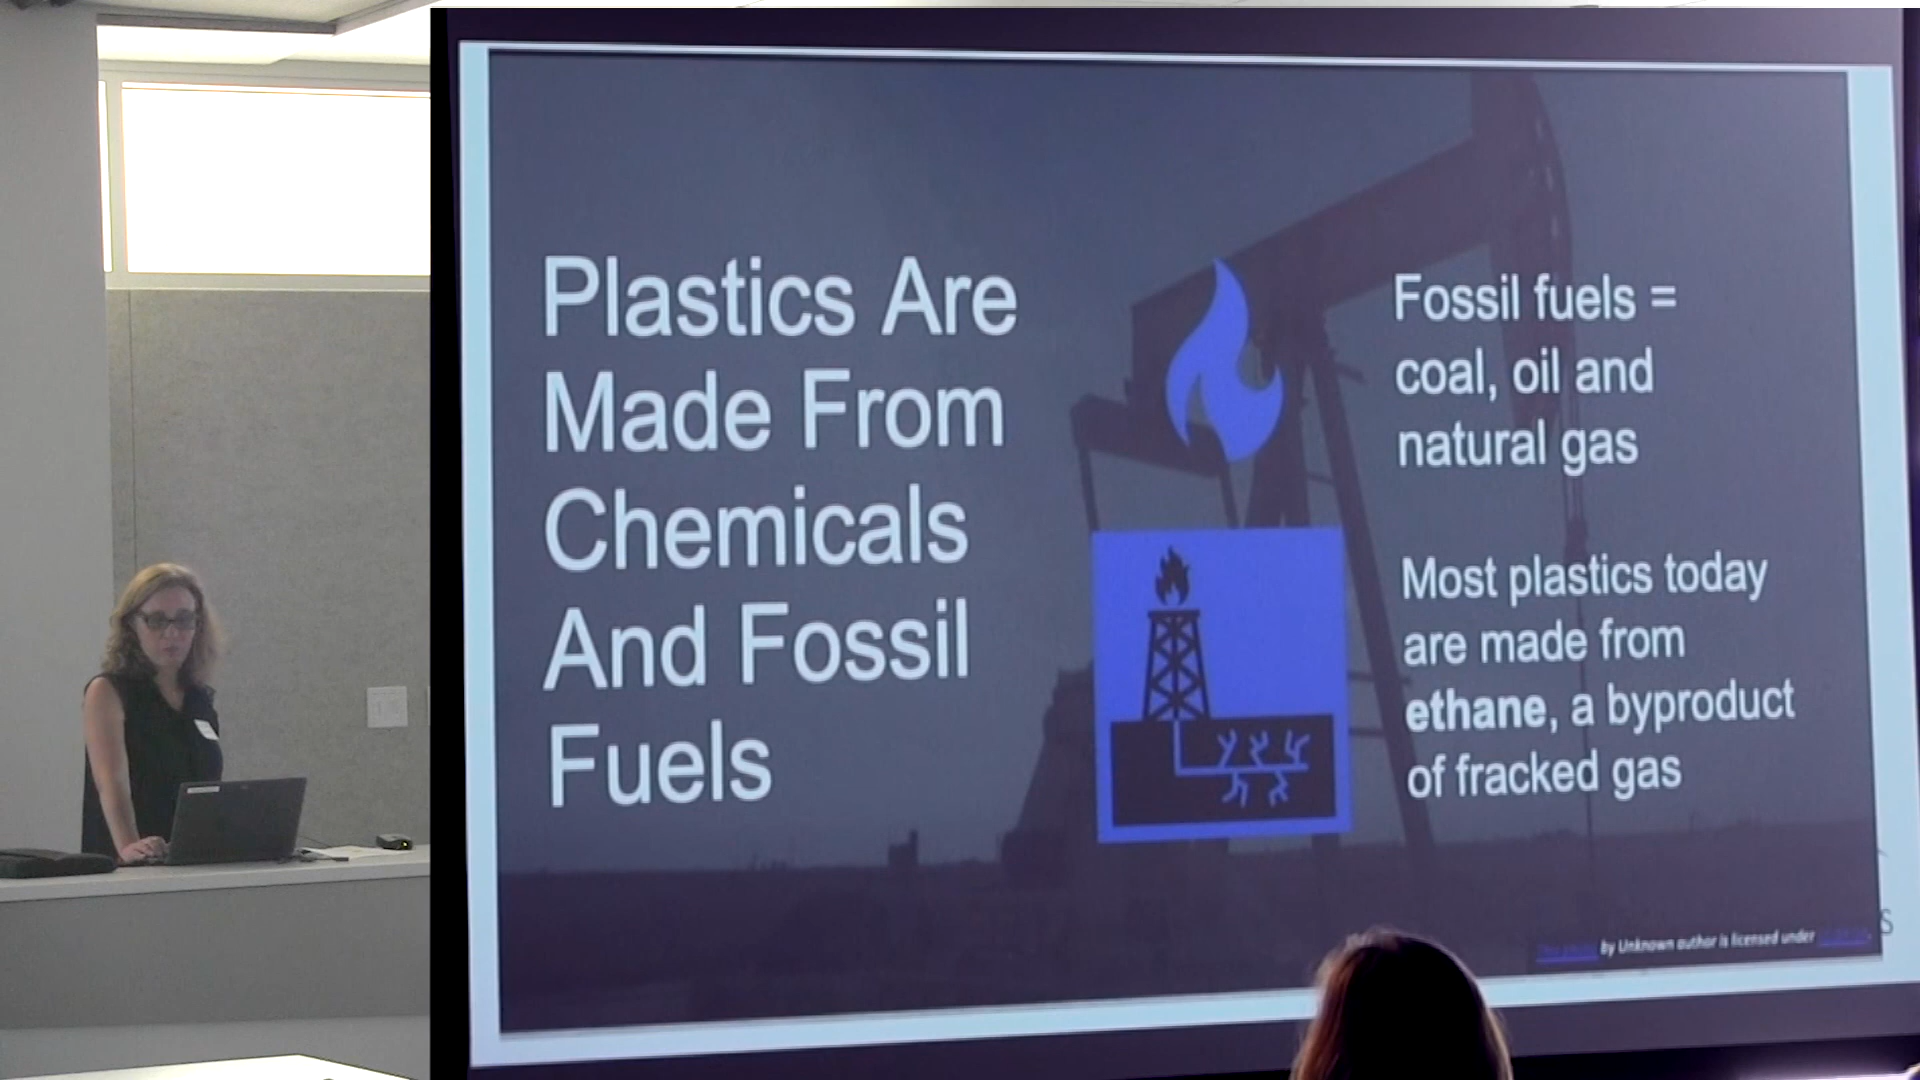 Plastics Are
Made From
Chemicals
And Fossil
Fuels
Fossil fuels =
coal, oil and
natural gas
Most plastics today
are made from
ethane, a byproduct
of fracked gas
by Unknown author is licensed under